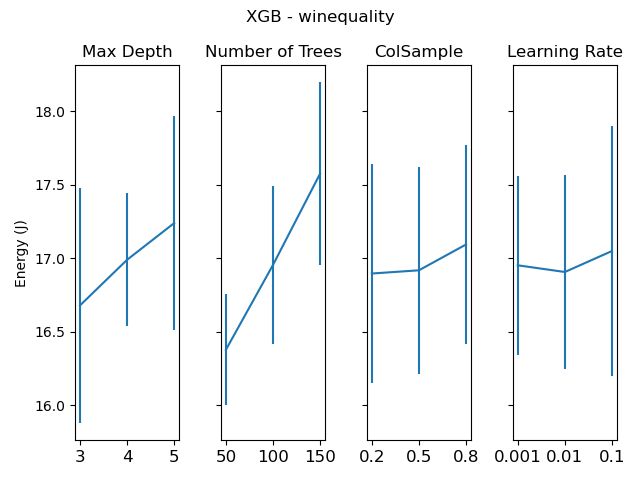 XGB - winequality
Max Depth
Number of Trees
ColSample
Learning Rate
Energy (J)
18.0
17.5
17.0
16.5
16.0
3 4 5
50 100 150
0.2 0.5 0.8
0.001 0.01 0.1